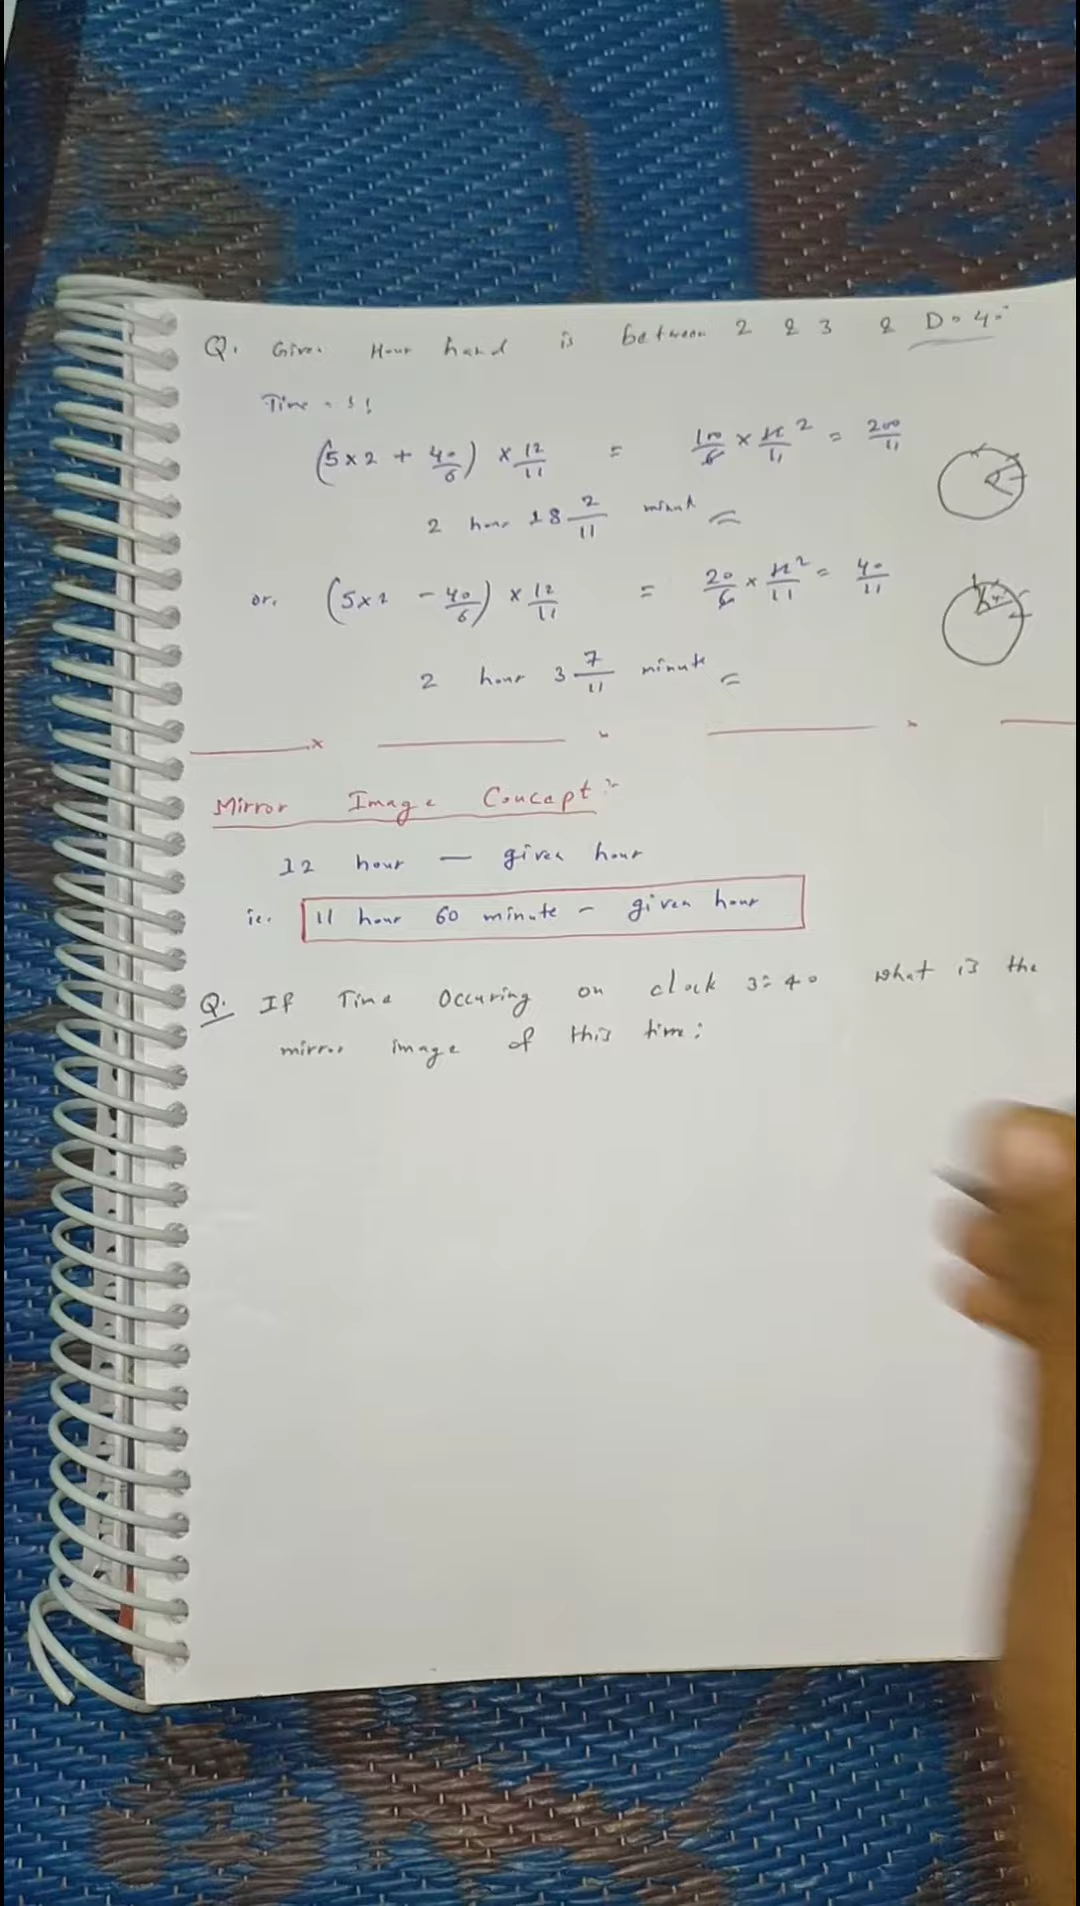 Q. Given Hour hand is between 2 & 3 & D = 40°
Time = ??
(5x2 + 40/6) x 12/11 = 100/6 x 12/11 2 = 200/11
2 hour 18 2/11 minute
or, (5x2 - 40/6) x 12/11 = 20/6 x 12/11 2 = 40/11
2 hour 3 7/11 minute
Mirror Image Concept :-
12 hour — given hour
ie. 11 hour 60 minute - given hour
Q. If Time Occuring on clock 3:40 what is the
mirror image of this time: